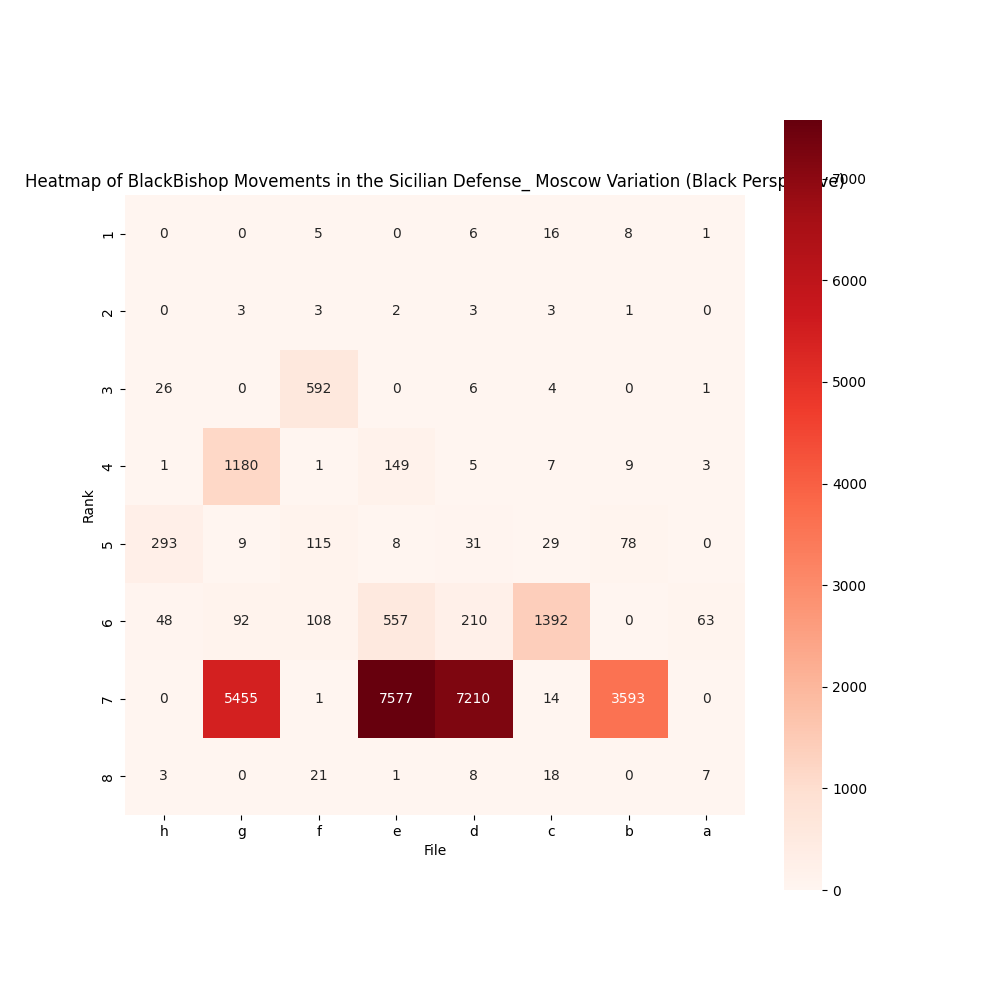 Heatmap of BlackBishop Movements in the Sicilian Defense_ Moscow Variation (Black Perspective)
7000
1 0 0 5 0 6 16 8 1
6000
2 0 3 3 2 3 3 1 0
3 26 0 592 0 6 4 0 1
5000
4 1 1180 1 149 5 7 9 3
4000
Rank
5 293 9 115 8 31 29 78 0
3000
6 48 92 108 557 210 1392 0 63
2000
7 0 5455 1 7577 7210 14 3593 0
1000
8 3 0 21 1 8 18 0 7
h g f e d c b a
File
0